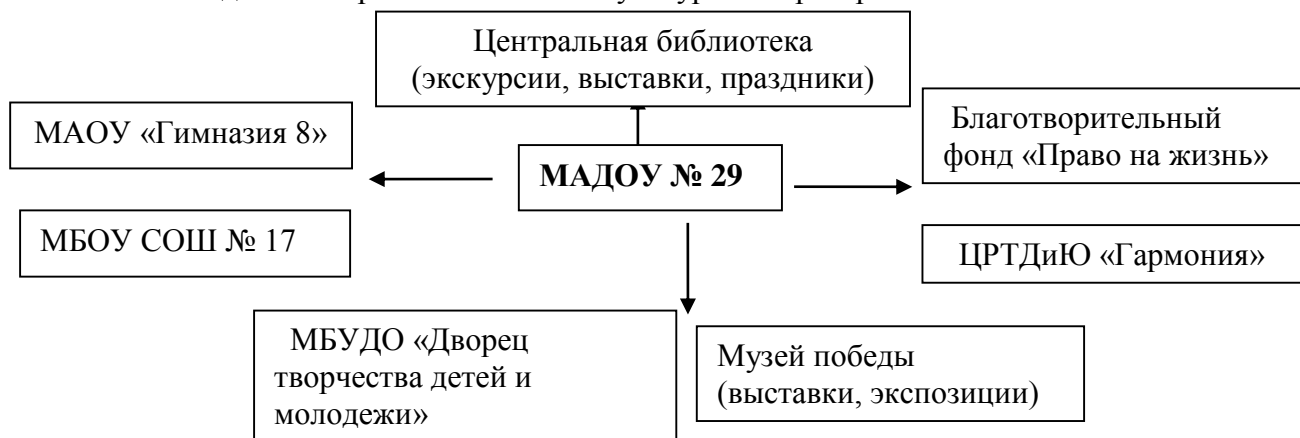 Центральная библиотека
(экскурсии, выставки, праздники)
МАОУ «Гимназия 8»
Благотворительный
фонд «Право на жизнь»
МАДОУ № 29
МБОУ СОШ № 17
ЦРТДиЮ «Гармония»
МБУДО «Дворец
творчества детей и
молодежи»
Музей победы
(выставки, экспозиции)